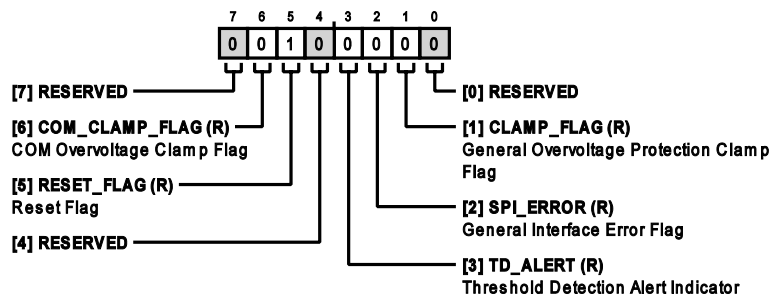 7 6 5 4 3 2 1 0
0 0 1 0 0 0 0 0
[7] RESERVED
[6] COM_CLAMP_FLAG (R)
COM Overvoltage Clamp Flag
[5] RESET_FLAG (R)
Reset Flag
[4] RESERVED
[0] RESERVED
[1] CLAMP_FLAG (R)
General Overvoltage Protection Clamp
Flag
[2] SPI_ERROR (R)
General Interface Error Flag
[3] TD_ALERT (R)
Threshold Detection Alert Indicator